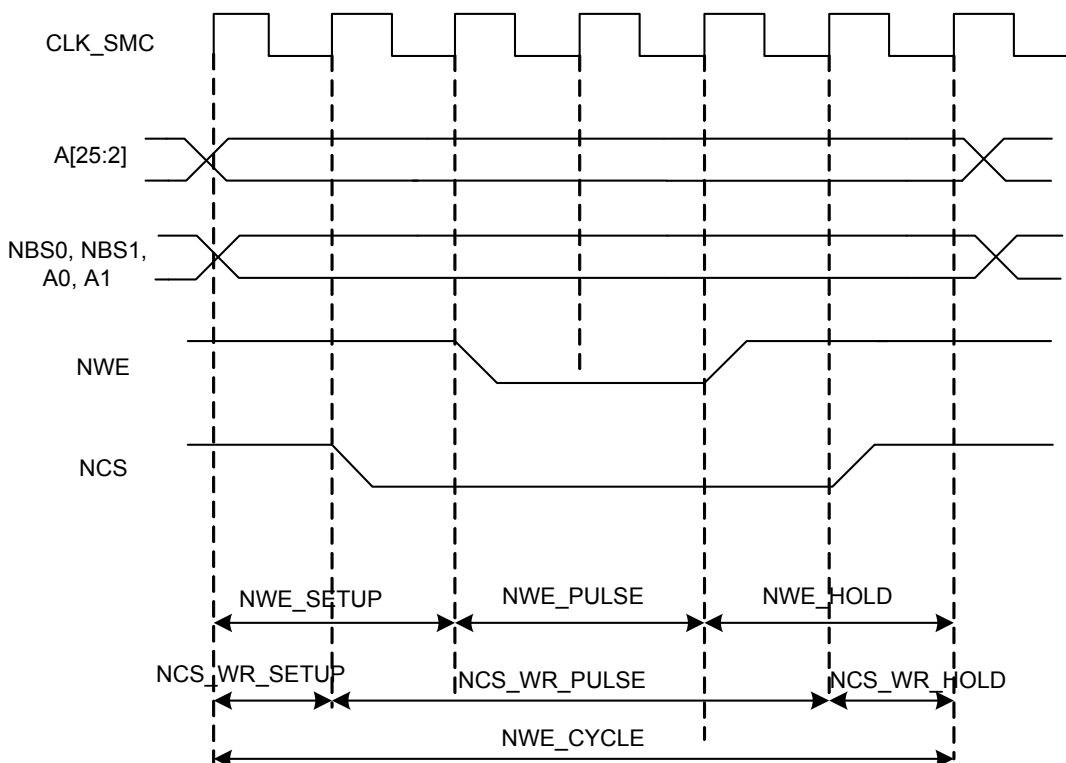 CLK_SMC
A[25:2]
NBS0, NBS1,
A0, A1
NWE
NCS
NWE_SETUP
NWE_PULSE
NWE_HOLD
NCS_WR_SETUP
NCS_WR_PULSE
NCS_WR_HOLD
NWE_CYCLE